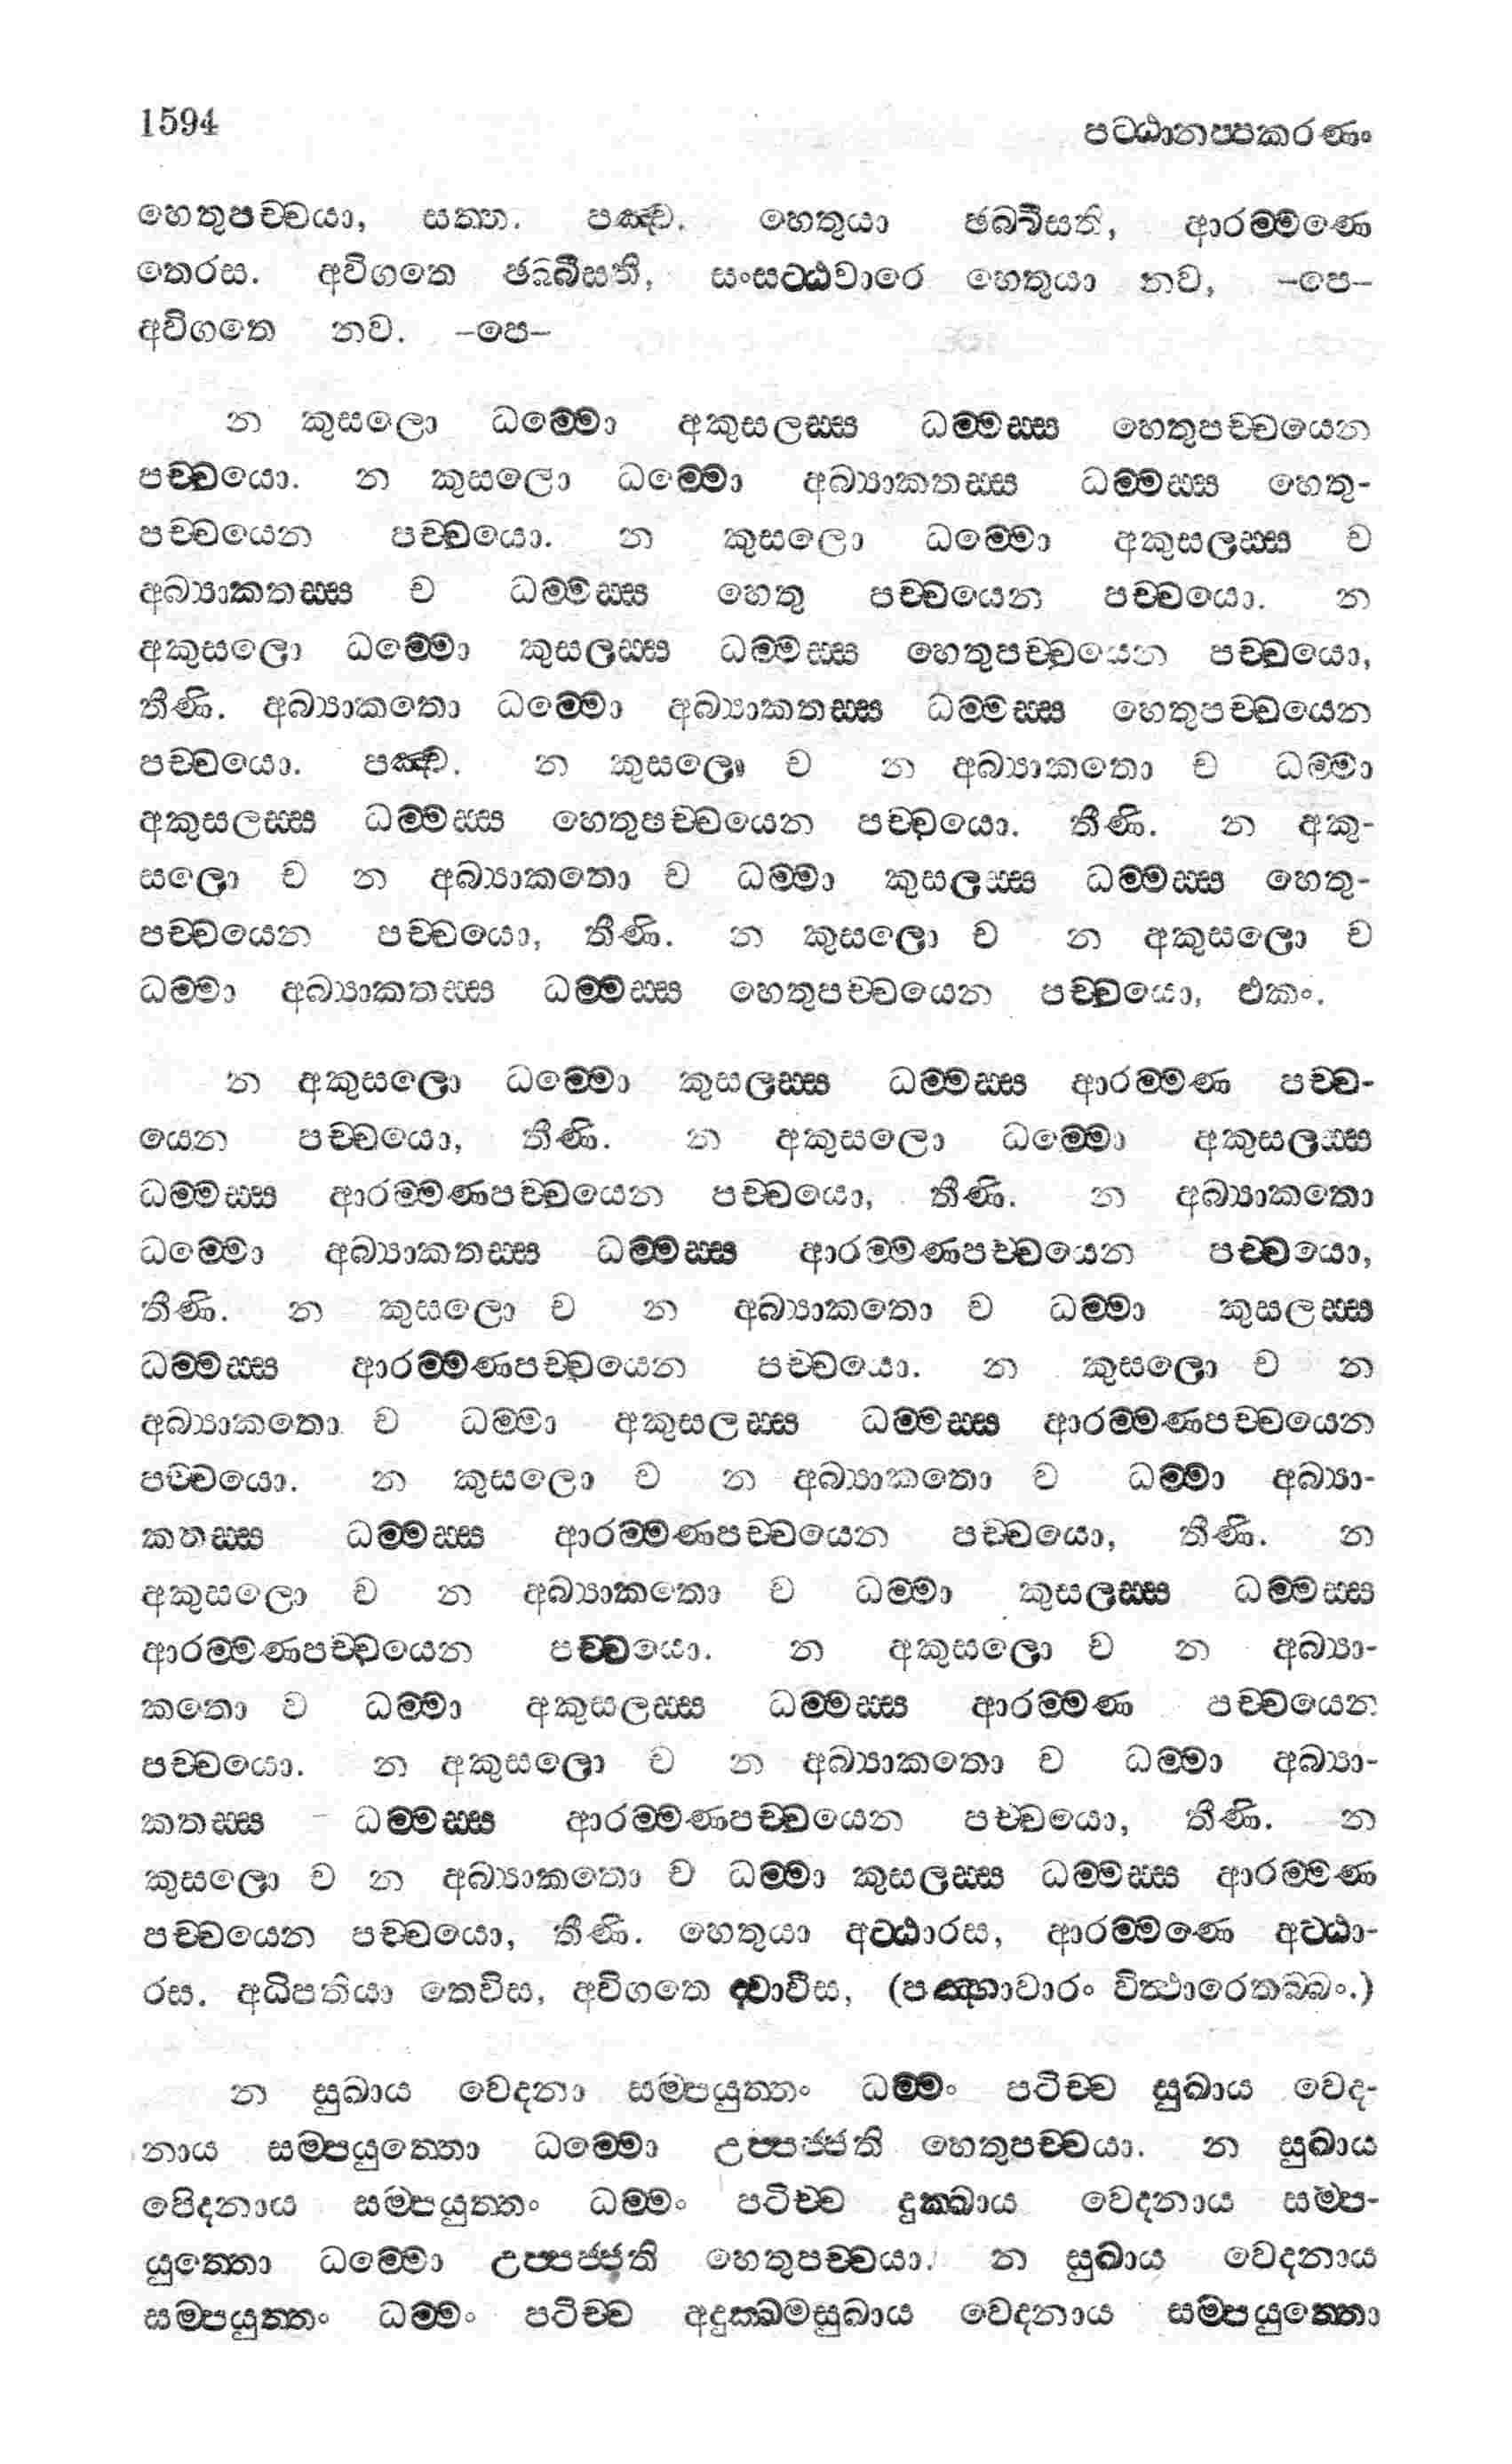 1594 පට්ඨානප්පකරණං
හෙතුපච්චයා, සත්ත. පඤ්ච. හෙතුයා ඡබ්බීසති, ආරම්මණෙ
තෙරස. අවිගතෙ ඡබ්බීසති, සංසට්ඨවාරෙ හෙතුයා නව, –පෙ–
අවිගතෙ නව. –පෙ–
න කුසලො ධම්මො අකුසලස්ස ධම්මස්ස හෙතුපච්චයෙන
පච්චයො. න කුසලො ධම්මො අබ්‍යාකතස්ස ධම්මස්ස හෙතු-
පච්චයෙන පච්චයො. න කුසලො ධම්මො අකුසලස්ස ච
අබ්‍යාකතස්ස ච ධම්මස්ස හෙතු පච්චයෙන පච්චයො. න
අකුසලො ධම්මො කුසලස්ස ධම්මස්ස හෙතුපච්චයෙන පච්චයො,
තීණි. අබ්‍යාකතො ධම්මො අබ්‍යාකතස්ස ධම්මස්ස හෙතුපච්චයෙන
පච්චයො. පඤ්ච. න කුසලො ච න අබ්‍යාකතො ච ධම්මා
අකුසලස්ස ධම්මස්ස හෙතුපච්චයෙන පච්චයො. තීණි. න අකු-
සලො ච න අබ්‍යාකතො ච ධම්මා කුසලස්ස ධම්මස්ස හෙතු-
පච්චයෙන පච්චයො, තීණි. න කුසලො ච න අකුසලො ච
ධම්මා අබ්‍යාකතස්ස ධම්මස්ස හෙතුපච්චයෙන පච්චයො, එකං.
න අකුසලො ධම්මො කුසලස්ස ධම්මස්ස ආරම්මණ පච්ච-
යෙන පච්චයො, තීණි. න අකුසලො ධම්මො අකුසලස්ස
ධම්මස්ස ආරම්මණපච්චයෙන පච්චයො, තීණි. න අබ්‍යාකතො
ධම්මො අබ්‍යාකතස්ස ධම්මස්ස ආරම්මණපච්චයෙන පච්චයො,
තීණි. න කුසලො ච න අබ්‍යාකතො ච ධම්මා කුසලස්ස
ධම්මස්ස ආරම්මණපච්චයෙන පච්චයො. න කුසලො ච න
අබ්‍යාකතො ච ධම්මා අකුසලස්ස ධම්මස්ස ආරම්මණපච්චයෙන
පච්චයො. න කුසලො ච න අබ්‍යාකතො ච ධම්මා අබ්‍යා-
කතස්ස ධම්මස්ස ආරම්මණපච්චයෙන පච්චයො, තීණි. න
අකුසලො ච න අබ්‍යාකතො ච ධම්මා කුසලස්ස ධම්මස්ස
ආරම්මණපච්චයෙන පච්චයො. න අකුසලො ච න අබ්‍යා-
කතො ච ධම්මා අකුසලස්ස ධම්මස්ස ආරම්මණ පච්චයෙන
පච්චයො. න අකුසලො ච න අබ්‍යාකතො ච ධම්මා අබ්‍යා-
කතස්ස ධම්මස්ස ආරම්මණපච්චයෙන පච්චයො, තීණි. න
කුසලො ච න අබ්‍යාකතො ච ධම්මා කුසලස්ස ධම්මස්ස ආරම්මණ
පච්චයෙන පච්චයො, තීණි. හෙතුයා අට්ඨාරස, ආරම්මණෙ අට්ඨා-
රස. අධිපතියා තෙවිස, අවිගතෙ ද්වාවීස, (පඤ්හාවාරං විත්ථාරෙතබ්බං.)
න සුඛාය වෙදනා සම්පයුත්තං ධම්මං පටිච්ච සුඛාය වෙද-
නාය සම්පයුත්තො ධම්මො උප්පජ්ජති හෙතුපච්චයා. න සුඛාය
පෙිදනාය සම්පයුත්තං ධම්මං පටිච්ච දුක්ඛාය වෙදනාය සම්ප-
යුත්තො ධම්මො උප්පජ්ජති හෙතුපච්චයා. න සුඛාය වෙදනාය
සම්පයුත්තං ධම්මං පටිච්ච අදුක්ඛමසුඛාය වෙදනාය සම්පයුත්තො